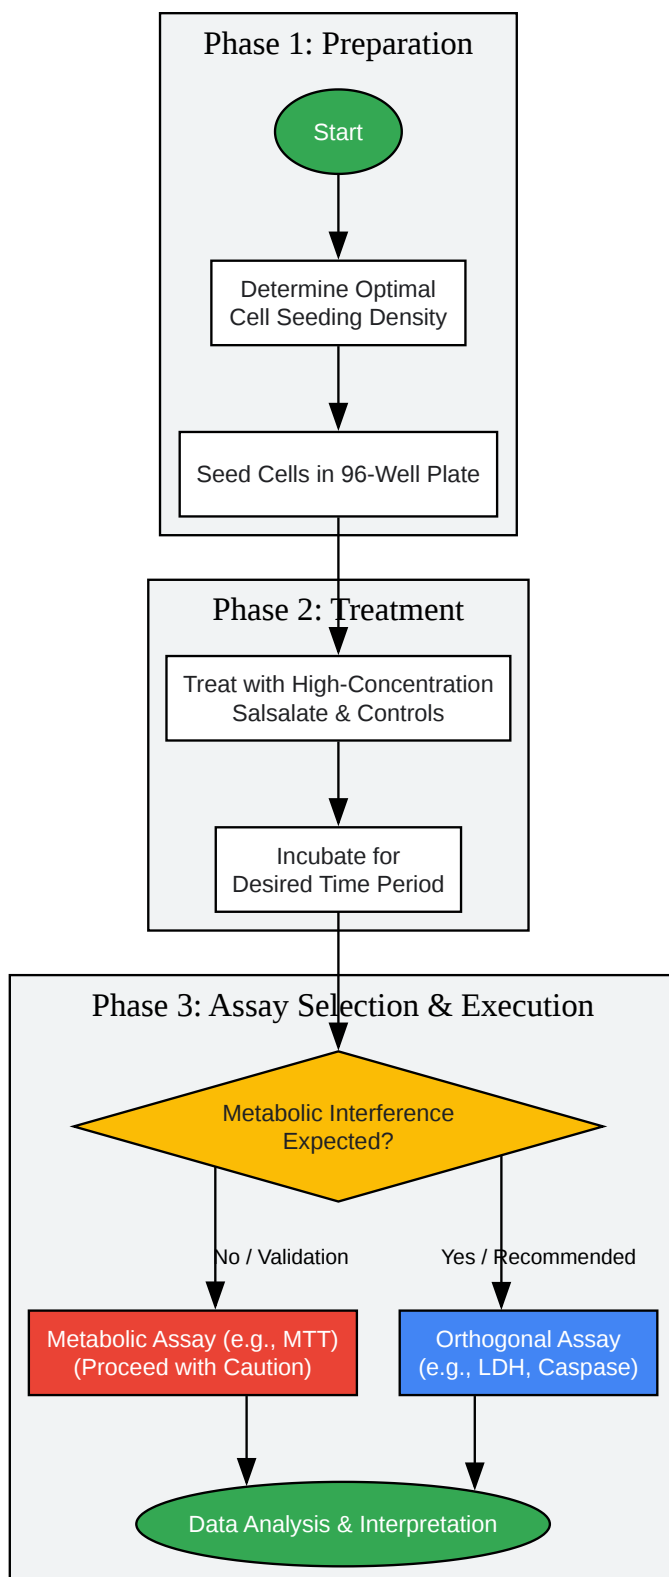 Phase 1: Preparation
Start
Determine Optimal
Cell Seeding Density
Seed Cells in 96-Well Plate
Phase 2: Treatment
Treat with High-Concentration
Salsalate & Controls
Incubate for
Desired Time Period
Phase 3: Assay Selection & Execution
Metabolic Interference
Expected?
No / Validation
Yes / Recommended
Metabolic Assay (e.g., MTT)
(Proceed with Caution)
Orthogonal Assay
(e.g., LDH, Caspase)
Data Analysis & Interpretation